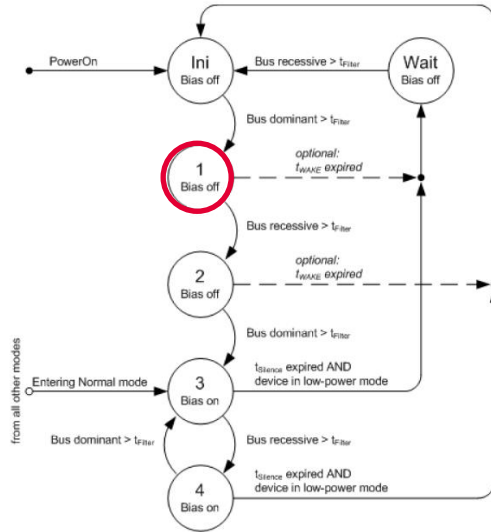 Ini
Bias off
Wait
Bias off
PowerOn
Bus recessive > tFilter
Bus dominant > tFilter
1
Bias off
optional:
tWAKE expired
Bus recessive > tFilter
2
Bias off
optional:
tWAKE expired
Bus dominant > tFilter
from all other modes
Entering Normal mode
3
Bias on
tSilence expired AND
device in low-power mode
Bus dominant > tFilter
Bus recessive > tFilter
4
Bias on
tSilence expired AND
device in low-power mode